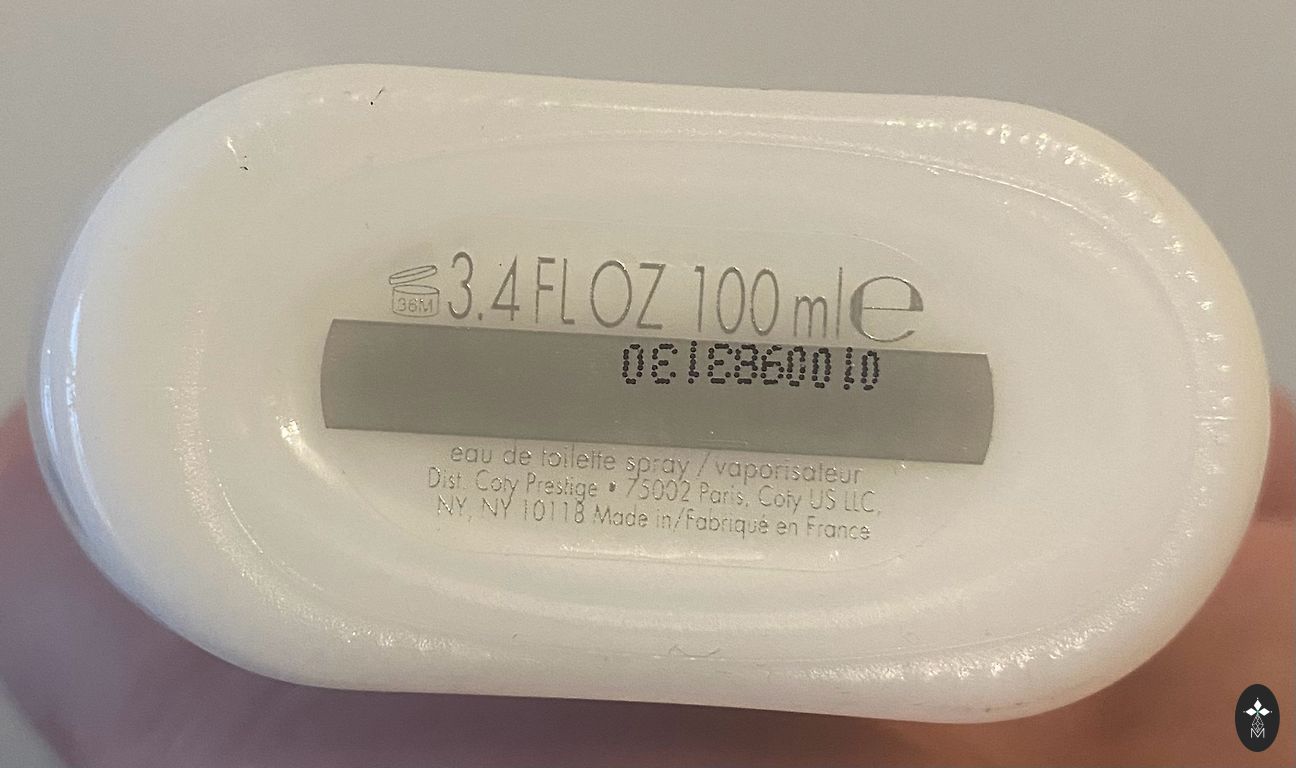 36M 3.4 FL OZ 100 ml e
0100983130
eau de toilette spray / vaporisateur
Dist. Coty Prestige • 75002 Paris, Coty US LLC,
NY, NY 10118 Made in/Fabriqué en France
M